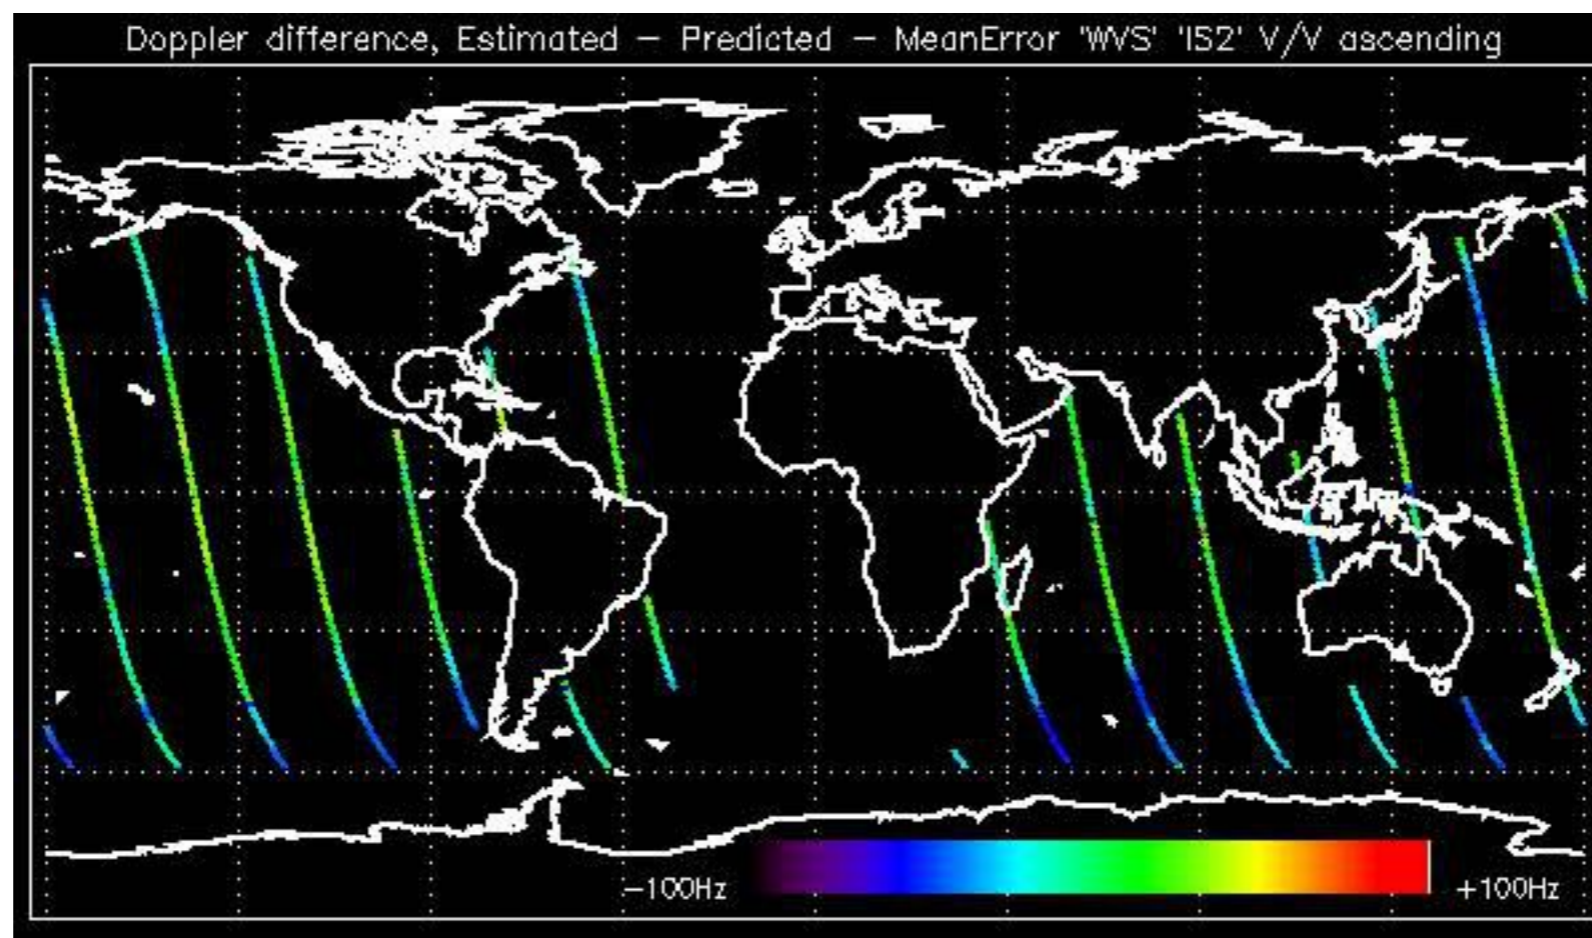 Doppler difference, Estimated - Predicted - MeanError 'WVS' 'IS2' V/V ascending
-100Hz +100Hz